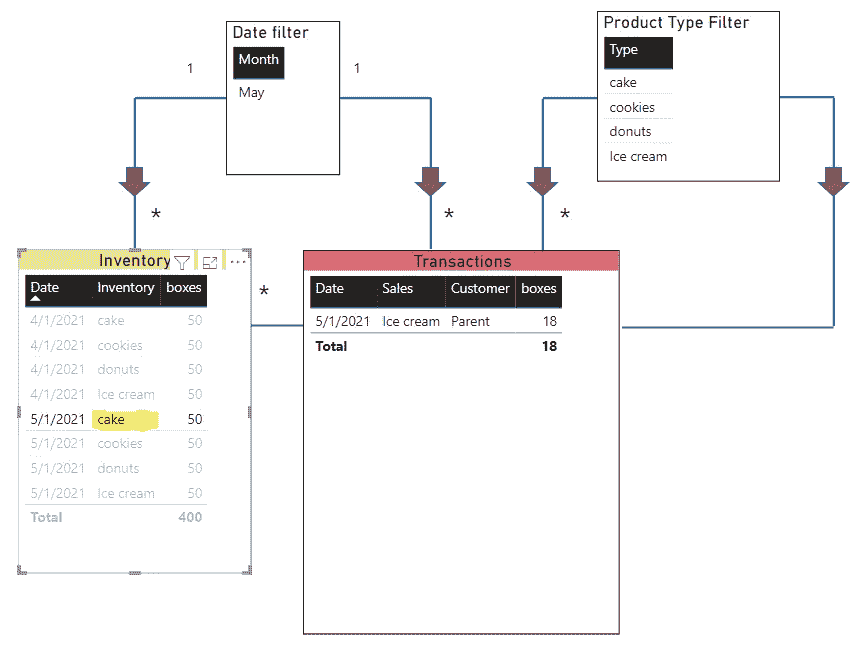 Date filter
Month
May
1
1
Product Type Filter
Type
cake
cookies
donuts
Ice cream
*
*
*
*
Inventory
Date Inventory boxes
4/1/2021 cake 50
4/1/2021 cookies 50
4/1/2021 donuts 50
4/1/2021 Ice cream 50
5/1/2021 cake 50
5/1/2021 cookies 50
5/1/2021 donuts 50
5/1/2021 Ice cream 50
Total 400
Transactions
Date Sales Customer boxes
5/1/2021 Ice cream Parent 18
Total 18